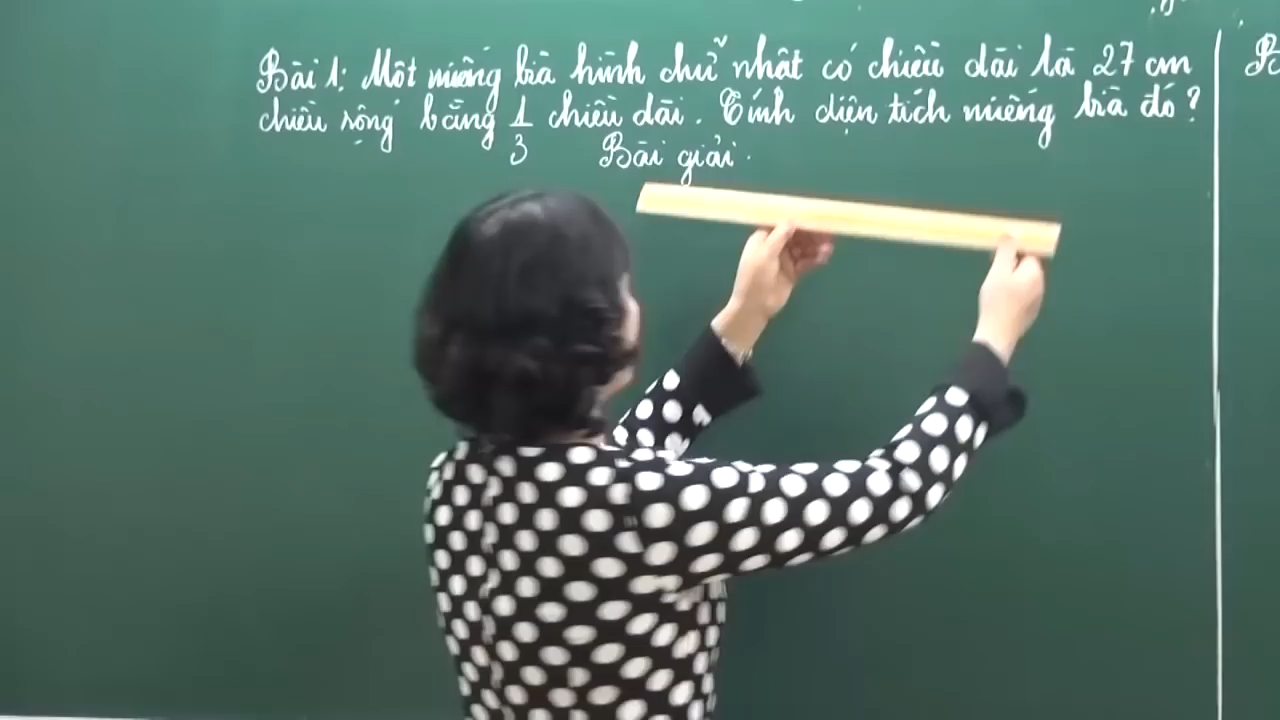 Bài 1: Một miếng bìa hình chữ nhật có chiều dài là 27 cm
chiều rộng bằng 1/3 chiều dài. Tính diện tích miếng bìa đó?
Bài giải.